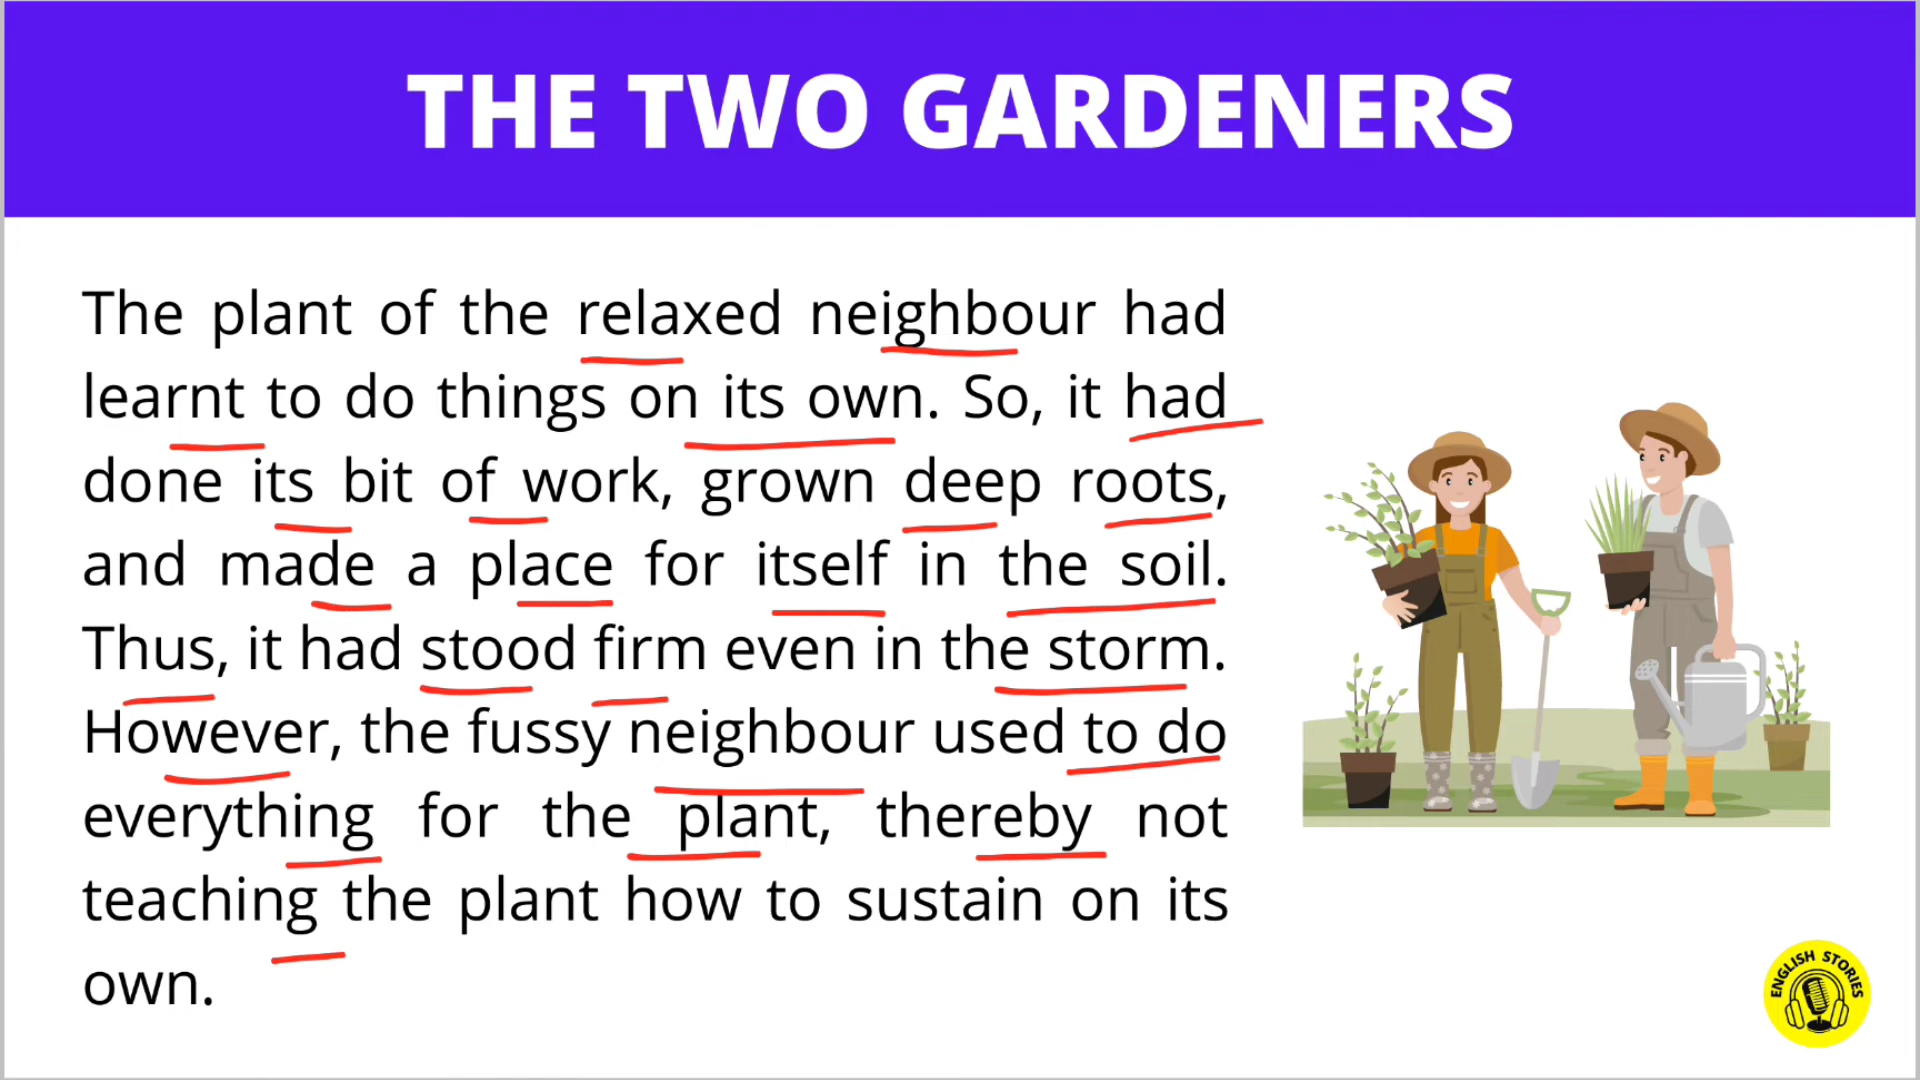 THE TWO GARDENERS
The plant of the relaxed neighbour had
learnt to do things on its own. So, it had
done its bit of work, grown deep roots,
and made a place for itself in the soil.
Thus, it had stood firm even in the storm.
However, the fussy neighbour used to do
everything for the plant, thereby not
teaching the plant how to sustain on its
own.
ENGLISH STORIES